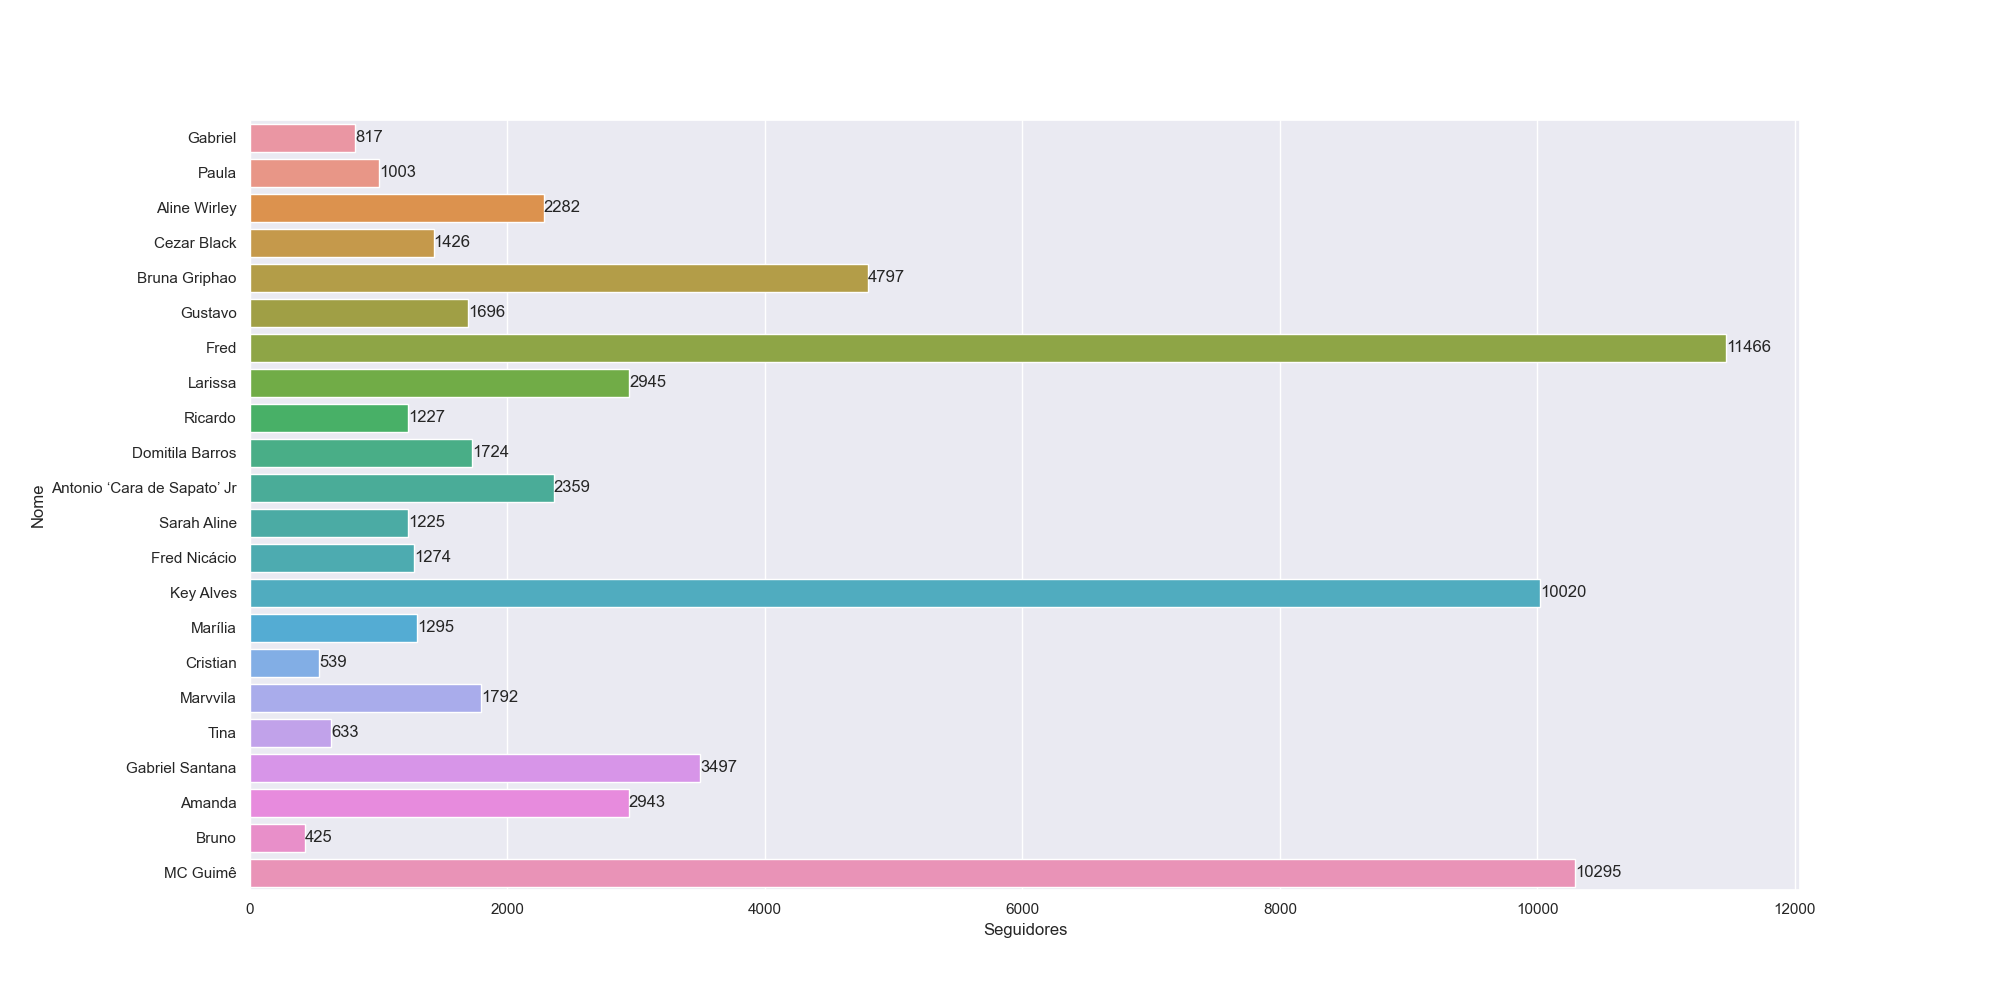 Gabriel 817
Paula 1003
Aline Wirley 2282
Cezar Black 1426
Bruna Griphao 4797
Gustavo 1696
Fred 11466
Larissa 2945
Ricardo 1227
Domitila Barros 1724
Antonio ‘Cara de Sapato’ Jr 2359
Sarah Aline 1225
Fred Nicácio 1274
Key Alves 10020
Marília 1295
Cristian 539
Marvvila 1792
Tina 633
Gabriel Santana 3497
Amanda 2943
Bruno 425
MC Guimê 10295
Nome
0 2000 4000 6000 8000 10000 12000
Seguidores